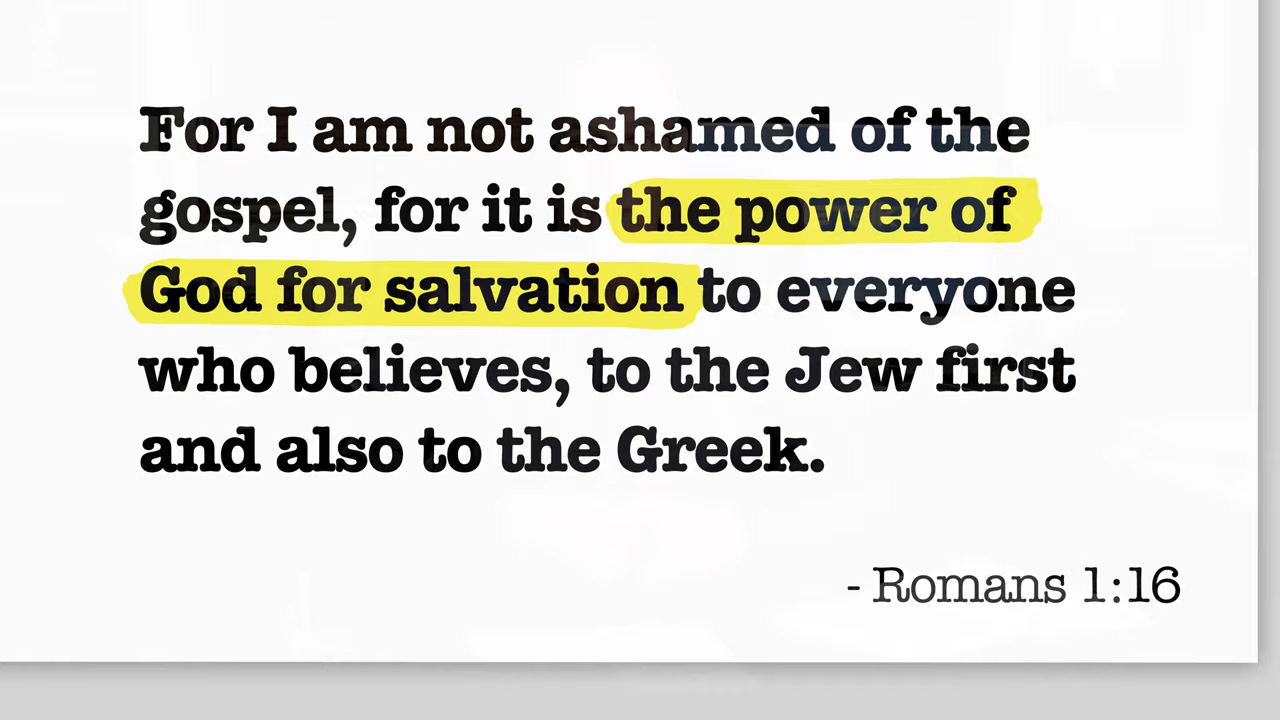 For I am not ashamed of the
gospel, for it is the power of
God for salvation to everyone
who believes, to the Jew first
and also to the Greek.
- Romans 1:16